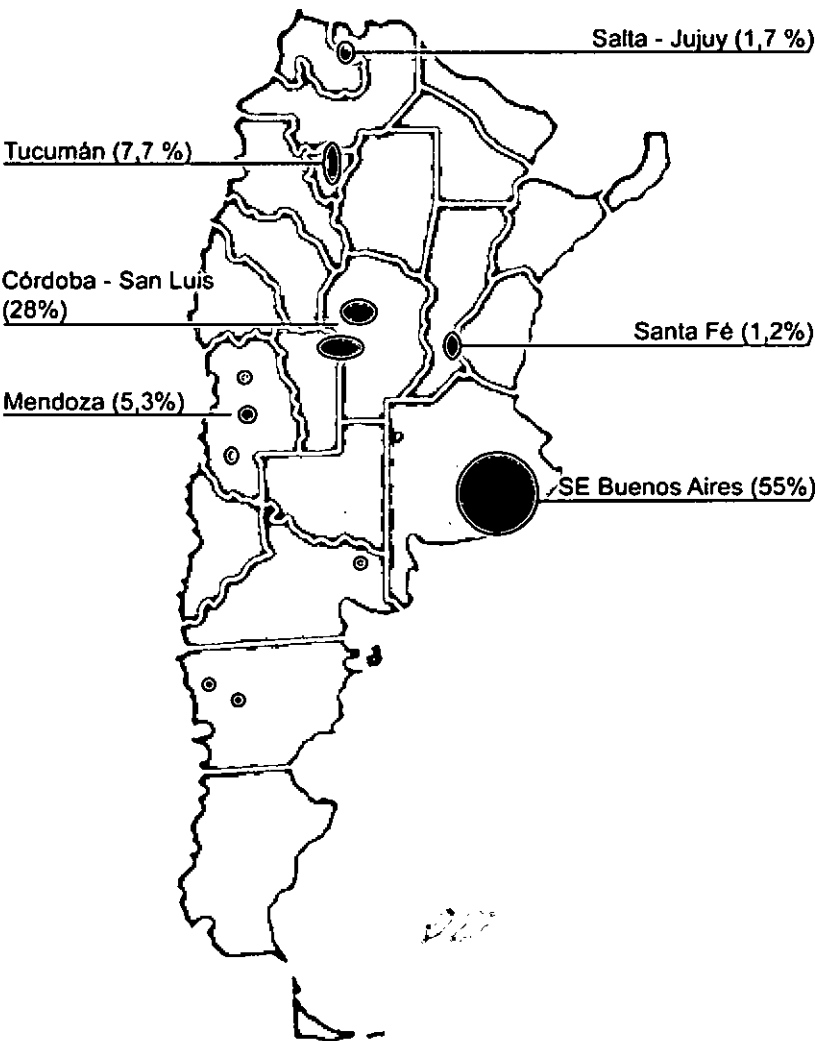 Salta - Jujuy (1,7 %)
Tucumán (7,7 %)
Córdoba - San Luis
(28%)
Santa Fé (1,2%)
Mendoza (5,3%)
SE Buenos Aires (55%)